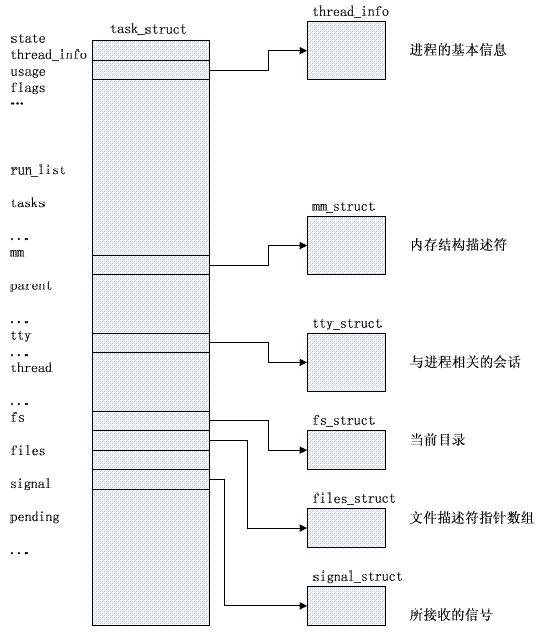 task_struct
state
thread_info
usage
flags
...
run_list
tasks
...
mm
parent
...
tty
...
thread
...
fs
files
signal
pending
...
thread_info
进程的基本信息
mm_struct
内存结构描述符
tty_struct
与进程相关的会话
fs_struct
当前目录
files_struct
文件描述符指针数组
signal_struct
所接收的信号